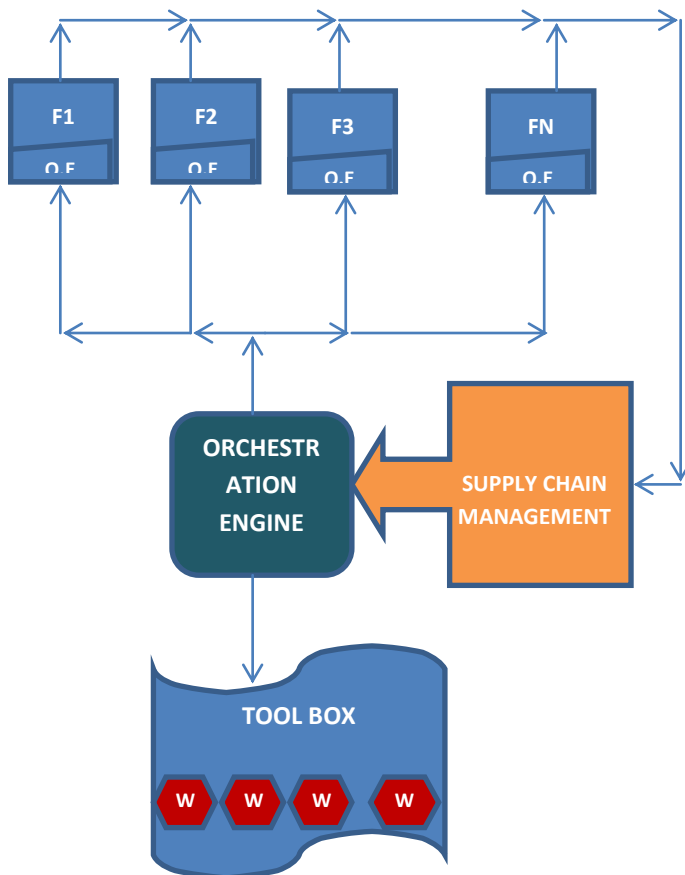 F1
F2
F3
FN
O.F
O.F
O.F
O.F
ORCHESTR
ATION
ENGINE
SUPPLY CHAIN
MANAGEMENT
TOOL BOX
W
W
W
W